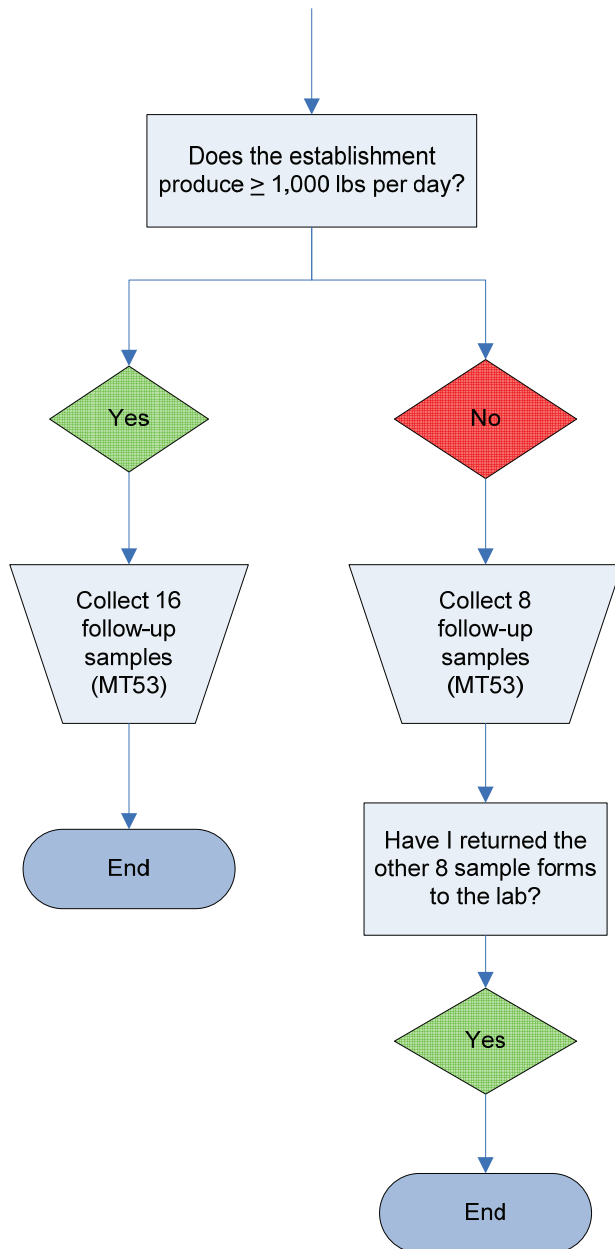 Does the establishment
produce ≥ 1,000 lbs per day?
Yes
No
Collect 16
follow-up
samples
(MT53)
Collect 8
follow-up
samples
(MT53)
End
Have I returned the
other 8 sample forms
to the lab?
Yes
End